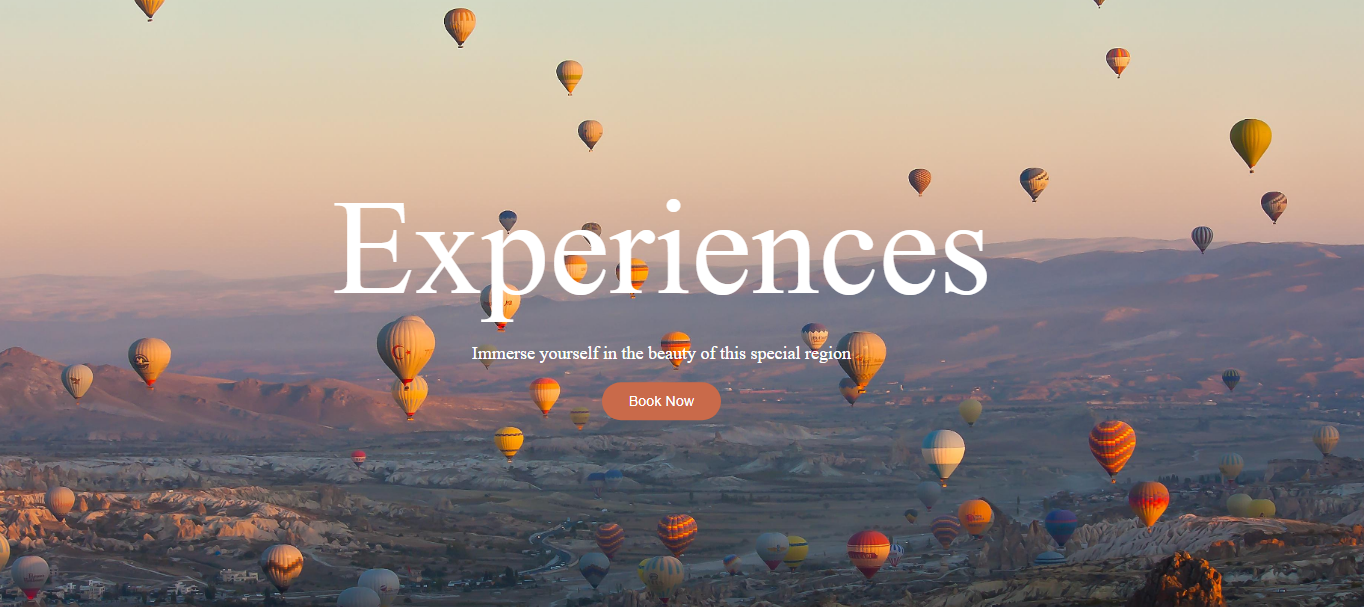 Experiences
Immerse yourself in the beauty of this special region
Book Now